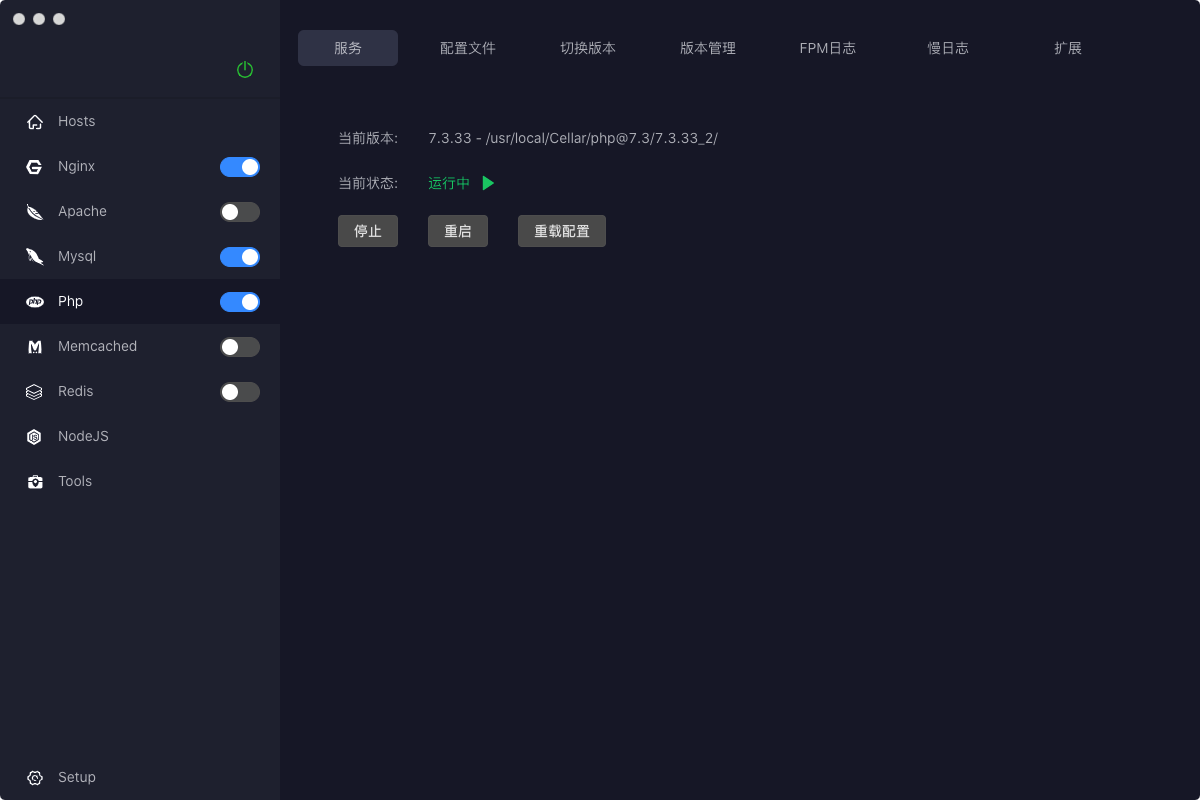 服务 配置文件 切换版本 版本管理 FPM日志 慢日志 扩展
Hosts
Nginx
Apache
Mysql
Php
Memcached
Redis
NodeJS
Tools
Setup
当前版本: 7.3.33 - /usr/local/Cellar/php@7.3/7.3.33_2/
当前状态: 运行中
停止 重启 重载配置